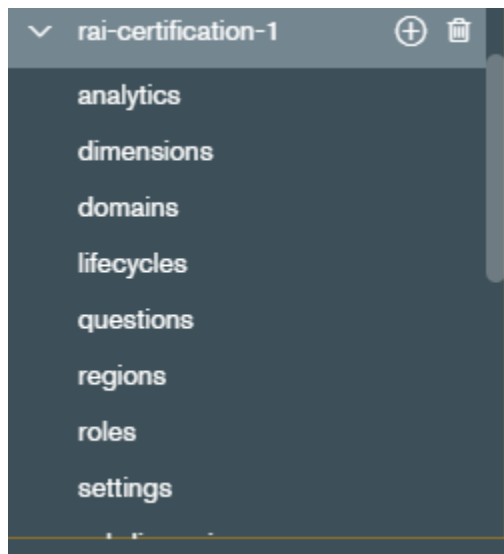 rai-certification-1
analytics
dimensions
domains
lifecycles
questions
regions
roles
settings